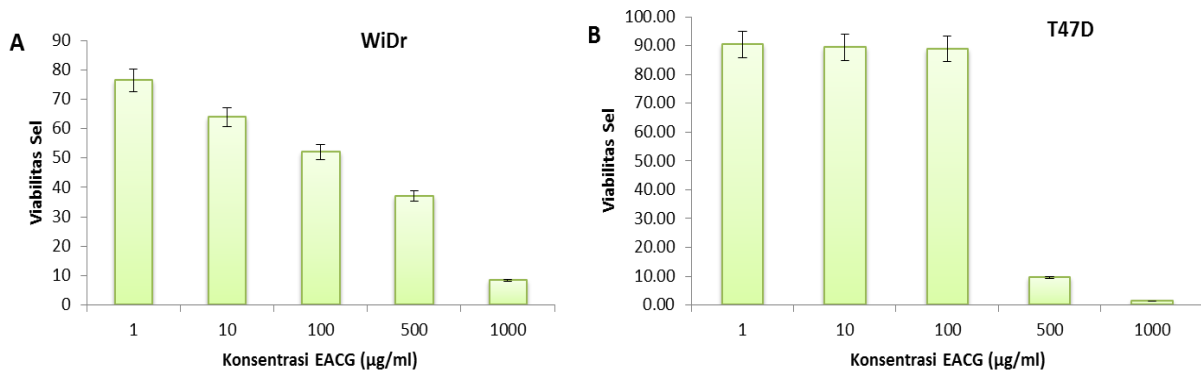 A
WiDr
90
80
70
60
50
40
30
20
10
0
Viabilitas Sel
1 10 100 500 1000
Konsentrasi EACG (µg/ml)
B
T47D
100.00
90.00
80.00
70.00
60.00
50.00
40.00
30.00
20.00
10.00
0.00
Viabilitas Sel
1 10 100 500 1000
Konsentrasi EACG (µg/ml)